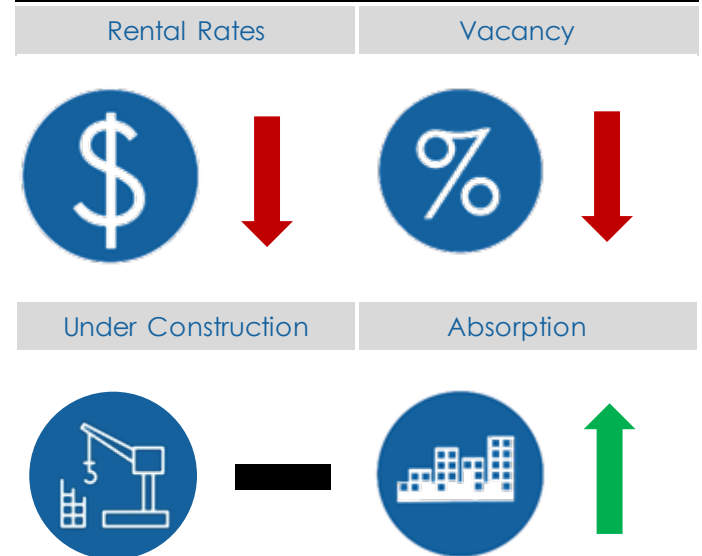 Rental Rates
Vacancy
$
%
Under Construction
Absorption